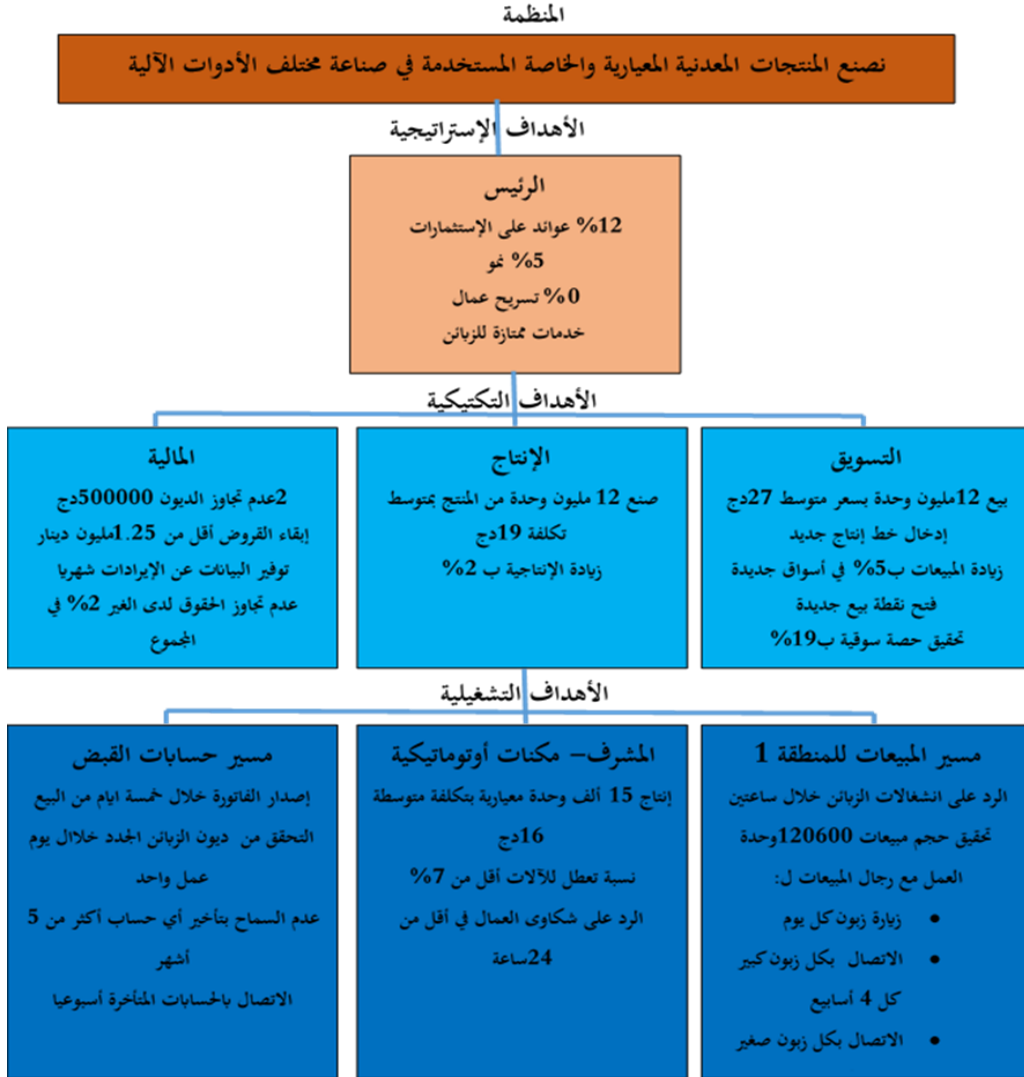 المنظمة
نصنع المنتجات المعدنية المعيارية والخاصة المستخدمة في صناعة مختلف الأدوات الآلية
الأهداف الإستراتيجية
الرئيس
12% عوائد على الإستثمارات
5% نمو
0% تسريح عمال
خدمات ممتازة للزبائن
الأهداف التكتيكية
التسويق
بيع 12مليون وحدة بسعر متوسط 27دج
إدخال خط إنتاج جديد
زيادة المبيعات ب5% في أسواق جديدة
فتح نقطة بيع جديدة
تحقيق حصة سوقية ب19%
الإنتاج
صنع 12 مليون وحدة من المنتج بمتوسط
تكلفة 19دج
زيادة الإنتاجية ب 2%
المالية
2عدم تجاوز الديون 500000دج
إبقاء القروض أقل من 1.25مليون دينار
توفير البيانات عن الإيرادات شهريا
عدم تجاوز الحقوق لدى الغير 2% في
المجموع
الأهداف التشغيلية
مسير المبيعات للمنطقة 1
الرد على انشغالات الزبائن خلال ساعتين
تحقيق حجم مبيعات 120600وحدة
العمل مع رجال المبيعات ل:
• زيارة زبون كل يوم
• الاتصال بكل زبون كبير
كل 4 أسابيع
• الاتصال بكل زبون صغير
المشرف– مكنات أوتوماتيكية
إنتاج 15 ألف وحدة معيارية بتكلفة متوسطة
16دج
نسبة تعطل للآلات أقل من 7%
الرد على شكاوى العمال في أقل من
24ساعة
مسير حسابات القبض
إصدار الفاتورة خلال خمسة ايام من البيع
التحقق من ديون الزبائن الجدد خلاال يوم
عمل واحد
عدم السماح بتأخير أي حساب أكثر من 5
أشهر
الاتصال بالحسابات المتأخرة أسبوعيا